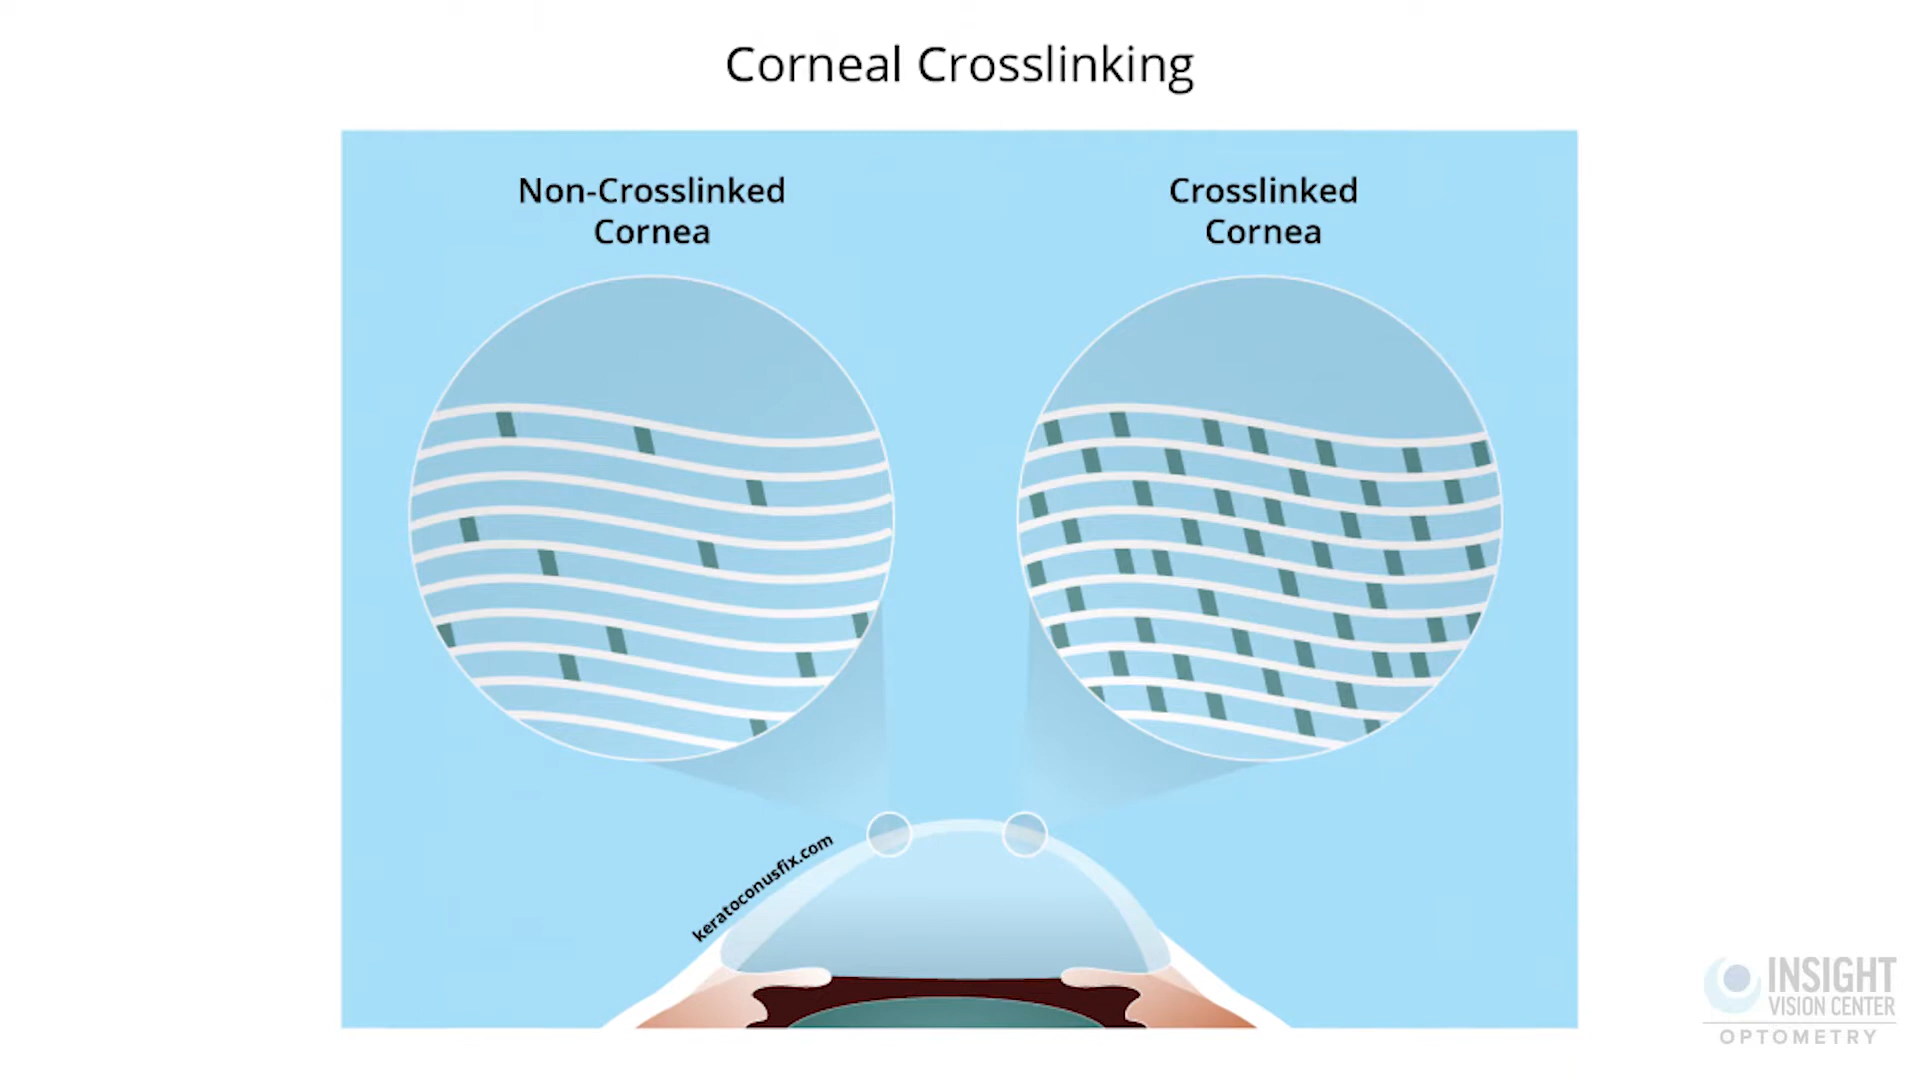 Corneal Crosslinking
Non-Crosslinked
Cornea
Crosslinked
Cornea
keratoconusfix.com
INSIGHT
VISION CENTER
OPTOMETRY